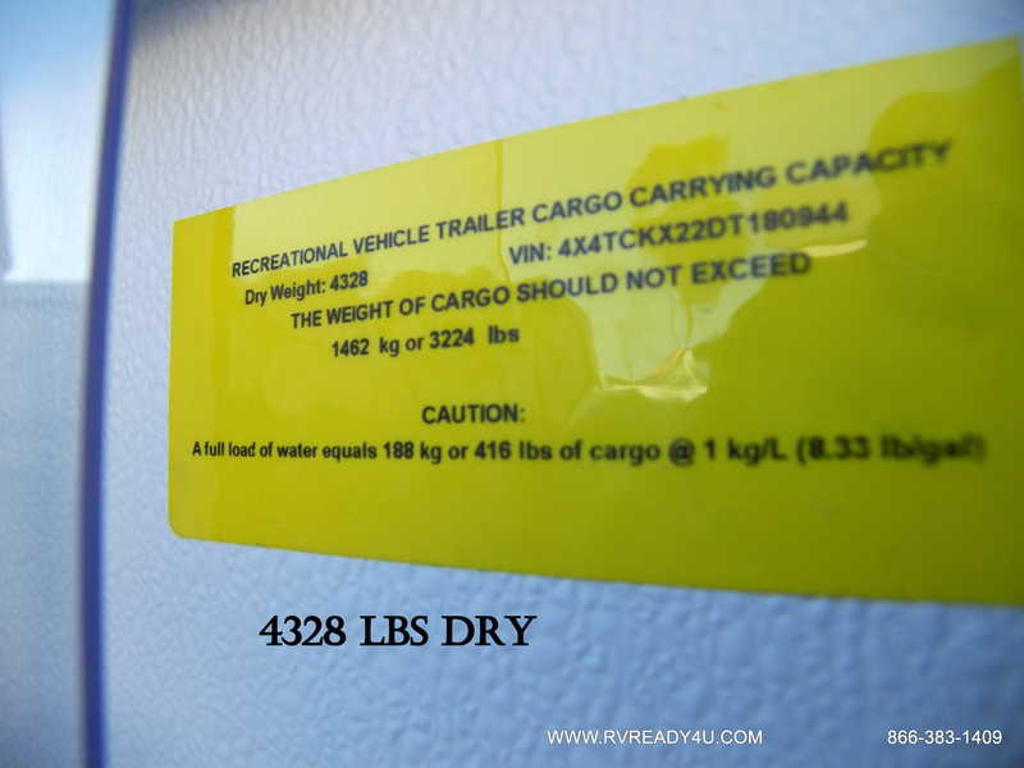 RECREATIONAL VEHICLE TRAILER CARGO CARRYING CAPACITY
Dry Weight: 4328 VIN: 4X4TCKX22DT180944
THE WEIGHT OF CARGO SHOULD NOT EXCEED
1462 kg or 3224 lbs
CAUTION:
A full load of water equals 188 kg or 416 lbs of cargo @ 1 kg/L (8.33 lb/gal)
4328 LBS DRY
WWW.RVREADY4U.COM 866-383-1409